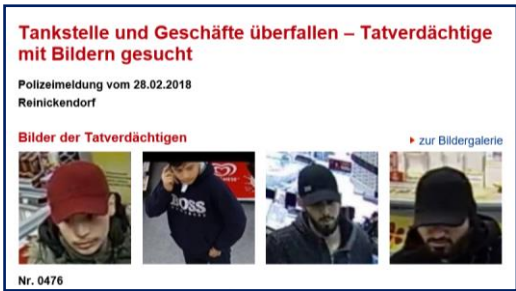 Tankstelle und Geschäfte überfallen – Tatverdächtige
mit Bildern gesucht
Polizeimeldung vom 28.02.2018
Reinickendorf
Bilder der Tatverdächtigen
zur Bildergalerie
BOSS
Nr. 0476